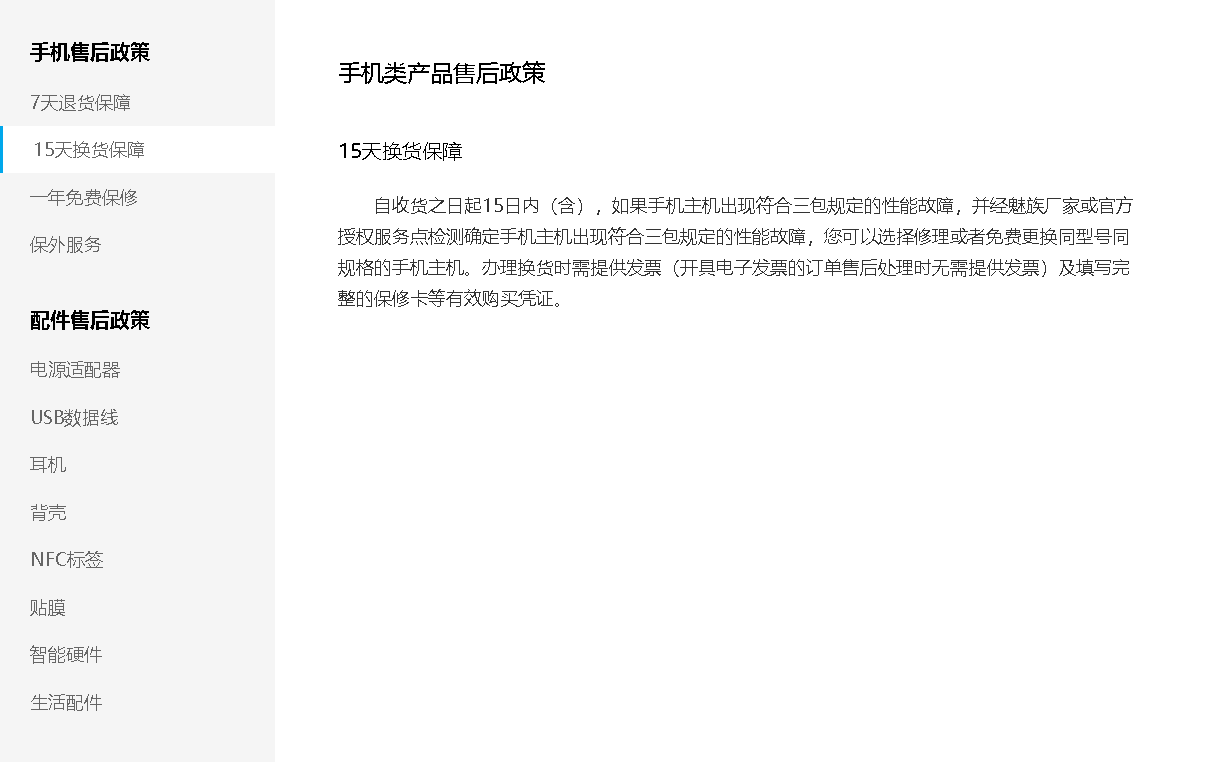 手机售后政策
7天退货保障
15天换货保障
一年免费保修
保外服务
配件售后政策
电源适配器
USB数据线
耳机
背壳
NFC标签
贴膜
智能硬件
生活配件
手机类产品售后政策
15天换货保障
自收货之日起15日内（含），如果手机主机出现符合三包规定的性能故障，并经魅族厂家或官方
授权服务点检测确定手机主机出现符合三包规定的性能故障，您可以选择修理或者免费更换同型号同
规格的手机主机。办理换货时需提供发票（开具电子发票的订单售后处理时无需提供发票）及填写完
整的保修卡等有效购买凭证。